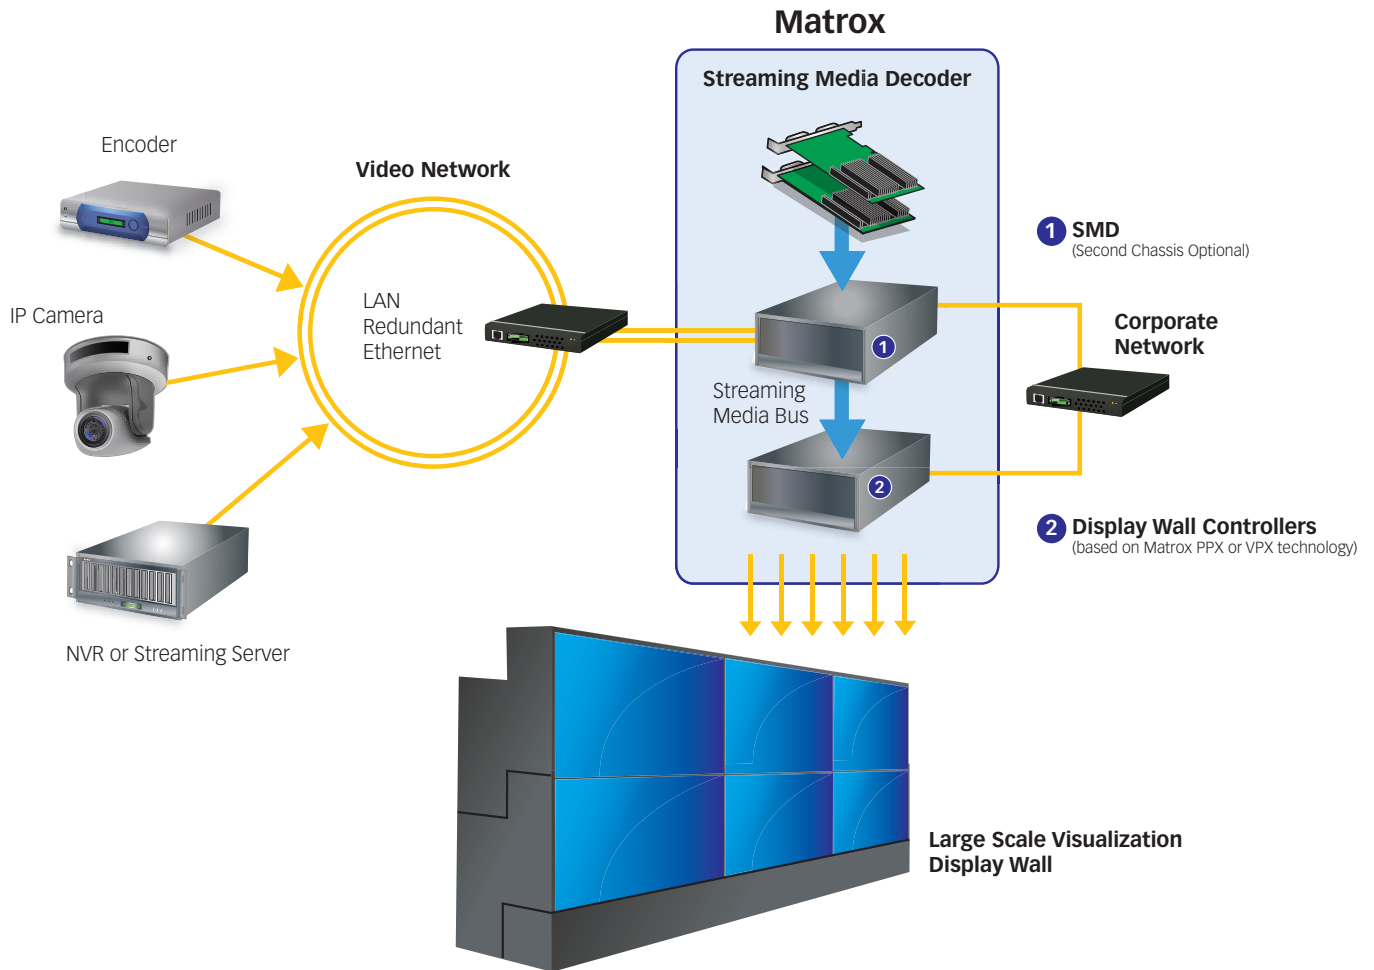 Matrox
Streaming Media Decoder
Encoder
Video Network
1 SMD
(Second Chassis Optional)
IP Camera
LAN
Redundant
Ethernet
1
Corporate
Network
Streaming
Media Bus
2
2 Display Wall Controllers
(based on Matrox PPX or VPX technology)
NVR or Streaming Server
Large Scale Visualization
Display Wall